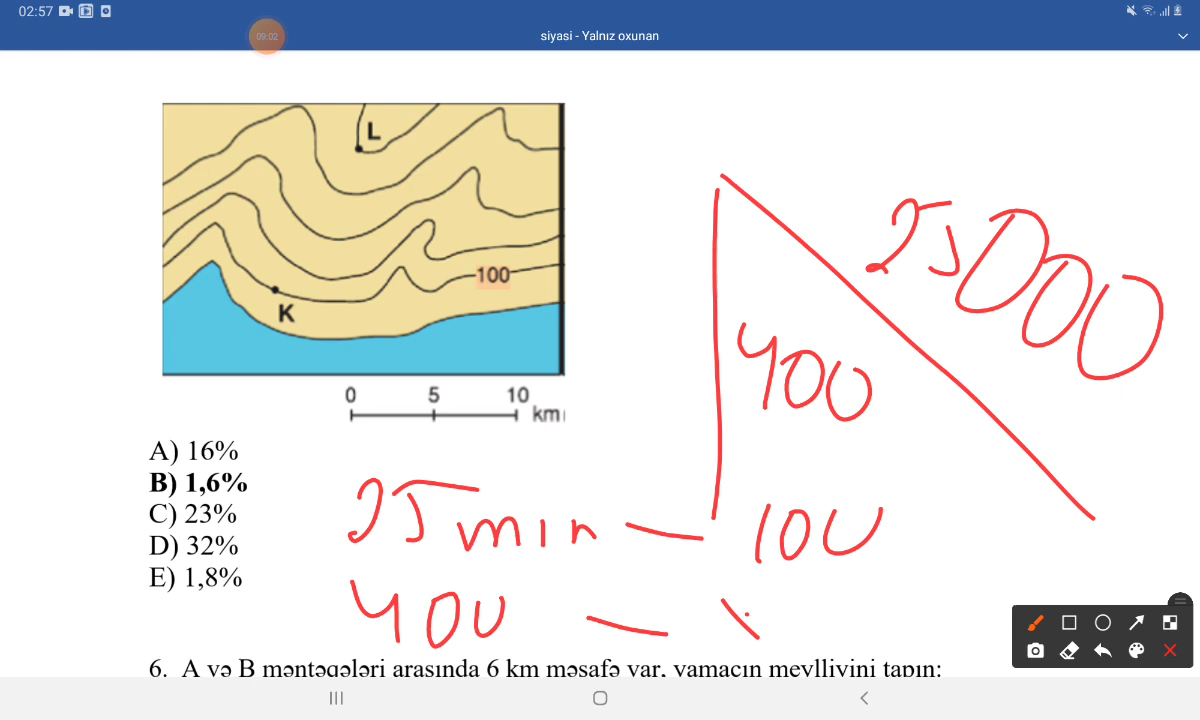 02:57
09:02
siyasi - Yalnız oxunan
L
100
K
0 5 10
km
A) 16%
B) 1,6%
C) 23%
D) 32%
E) 1,8%
25000
400
25 min — 100
400 — x
6. A və B məntəqələri arasında 6 km məsafə var, yamacın meylliyini tapın: